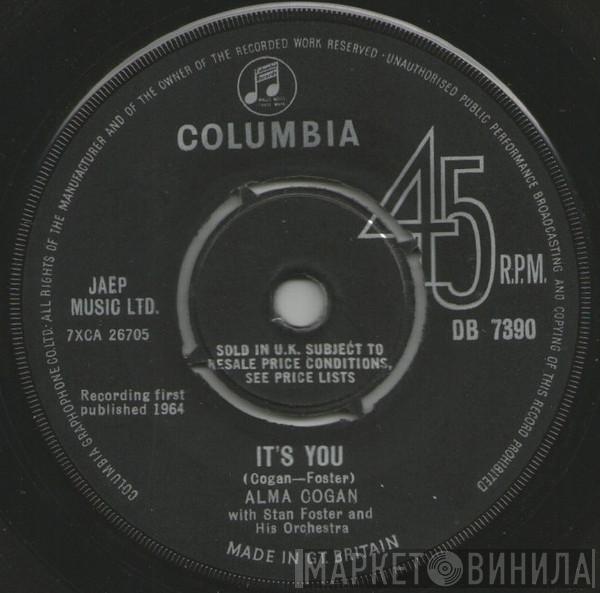 COLUMBIA GRAPHOPHONE CO.LTD: ALL RIGHTS OF THE MANUFACTURER AND OF THE OWNER OF THE RECORDED WORK RESERVED · UNAUTHORISED PUBLIC PERFORMANCE BROADCASTING AND COPYING OF THIS RECORD PROHIBITED
COLUMBIA
45
R.P.M.
JAEP
MUSIC LTD.
7XCA 26705
DB 7390
SOLD IN U.K. SUBJECT TO
RESALE PRICE CONDITIONS,
SEE PRICE LISTS
Recording first
published 1964
IT'S YOU
(Cogan—Foster)
ALMA COGAN
with Stan Foster and
His Orchestra
MADE IN GT. BRITAIN
МАРКЕТ ВИНИЛА